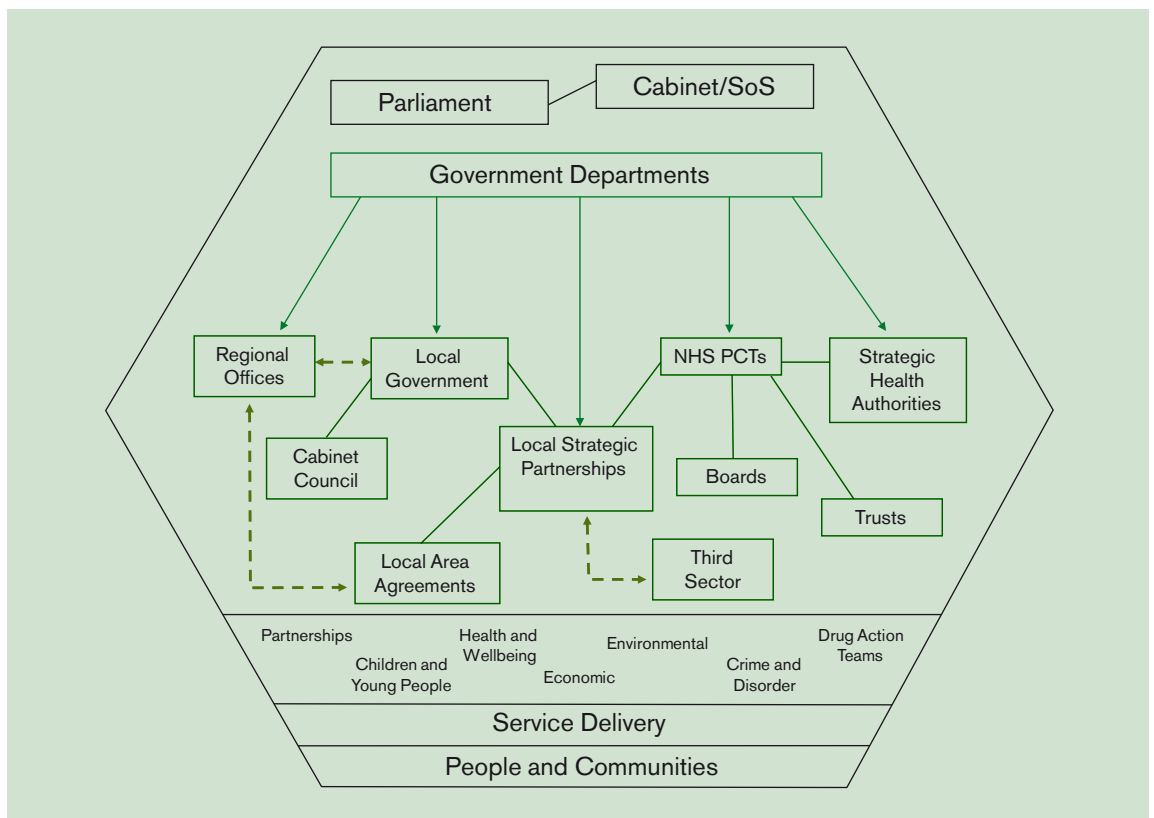 Parliament
Cabinet/SoS
Government Departments
Regional
Offices
Local
Government
NHS PCTs
Strategic
Health
Authorities
Cabinet
Council
Local Strategic
Partnerships
Boards
Trusts
Local Area
Agreements
Third
Sector
Partnerships
Children and
Young People
Health and
Wellbeing
Economic
Environmental
Crime and
Disorder
Drug Action
Teams
Service Delivery
People and Communities